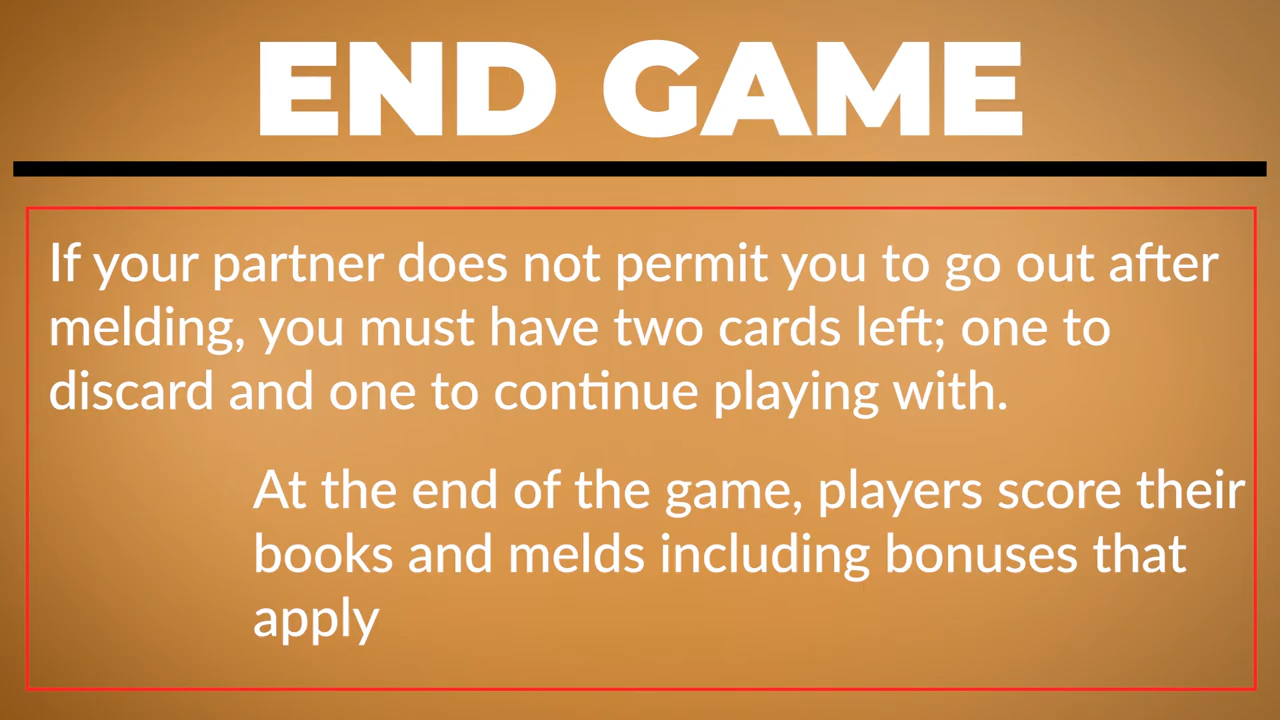 END GAME
If your partner does not permit you to go out after
melding, you must have two cards left; one to
discard and one to continue playing with.
At the end of the game, players score their
books and melds including bonuses that
apply